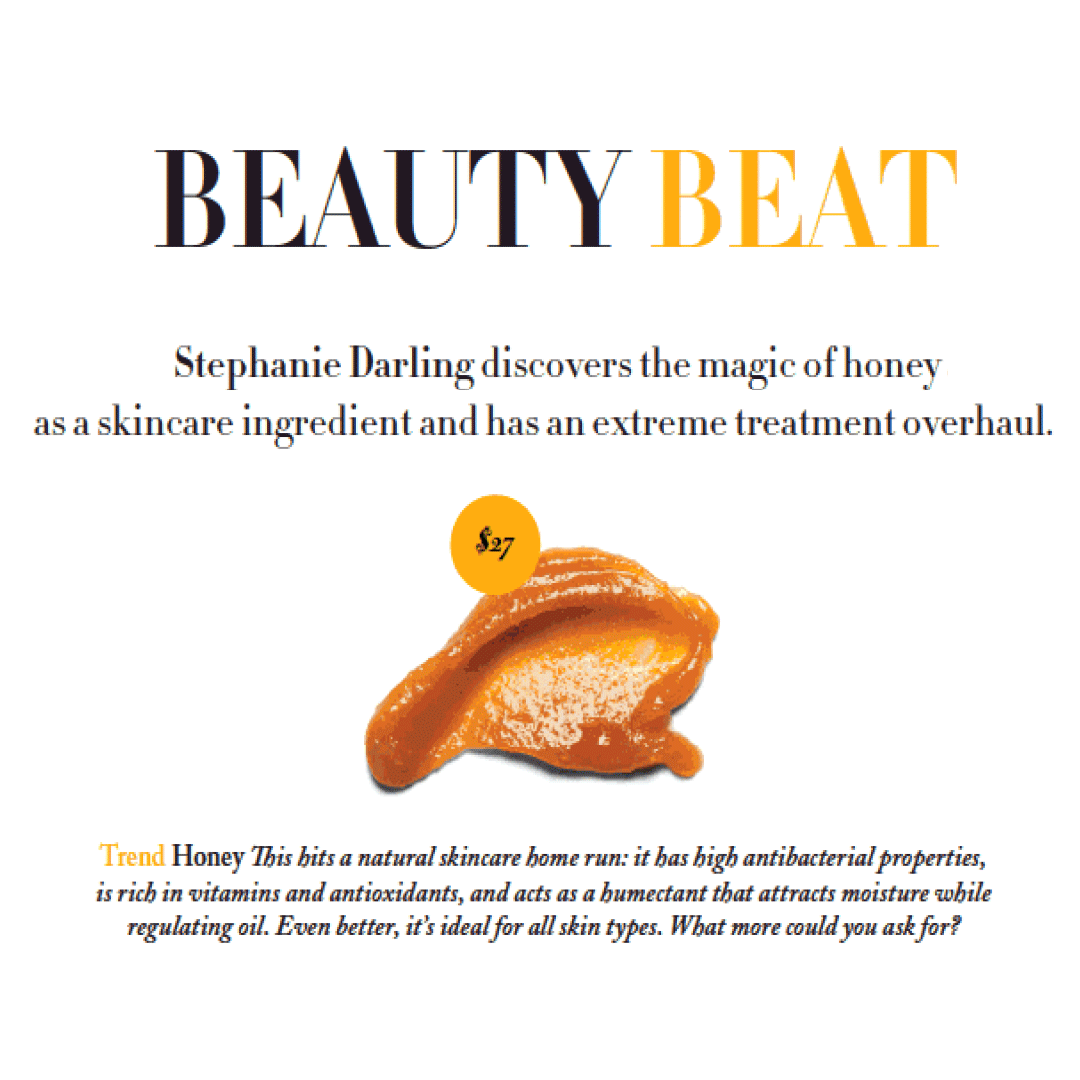 BEAUTY BEAT
Stephanie Darling discovers the magic of honey
as a skincare ingredient and has an extreme treatment overhaul.
$27
Trend Honey This hits a natural skincare home run: it has high antibacterial properties,
is rich in vitamins and antioxidants, and acts as a humectant that attracts moisture while
regulating oil. Even better, it’s ideal for all skin types. What more could you ask for?